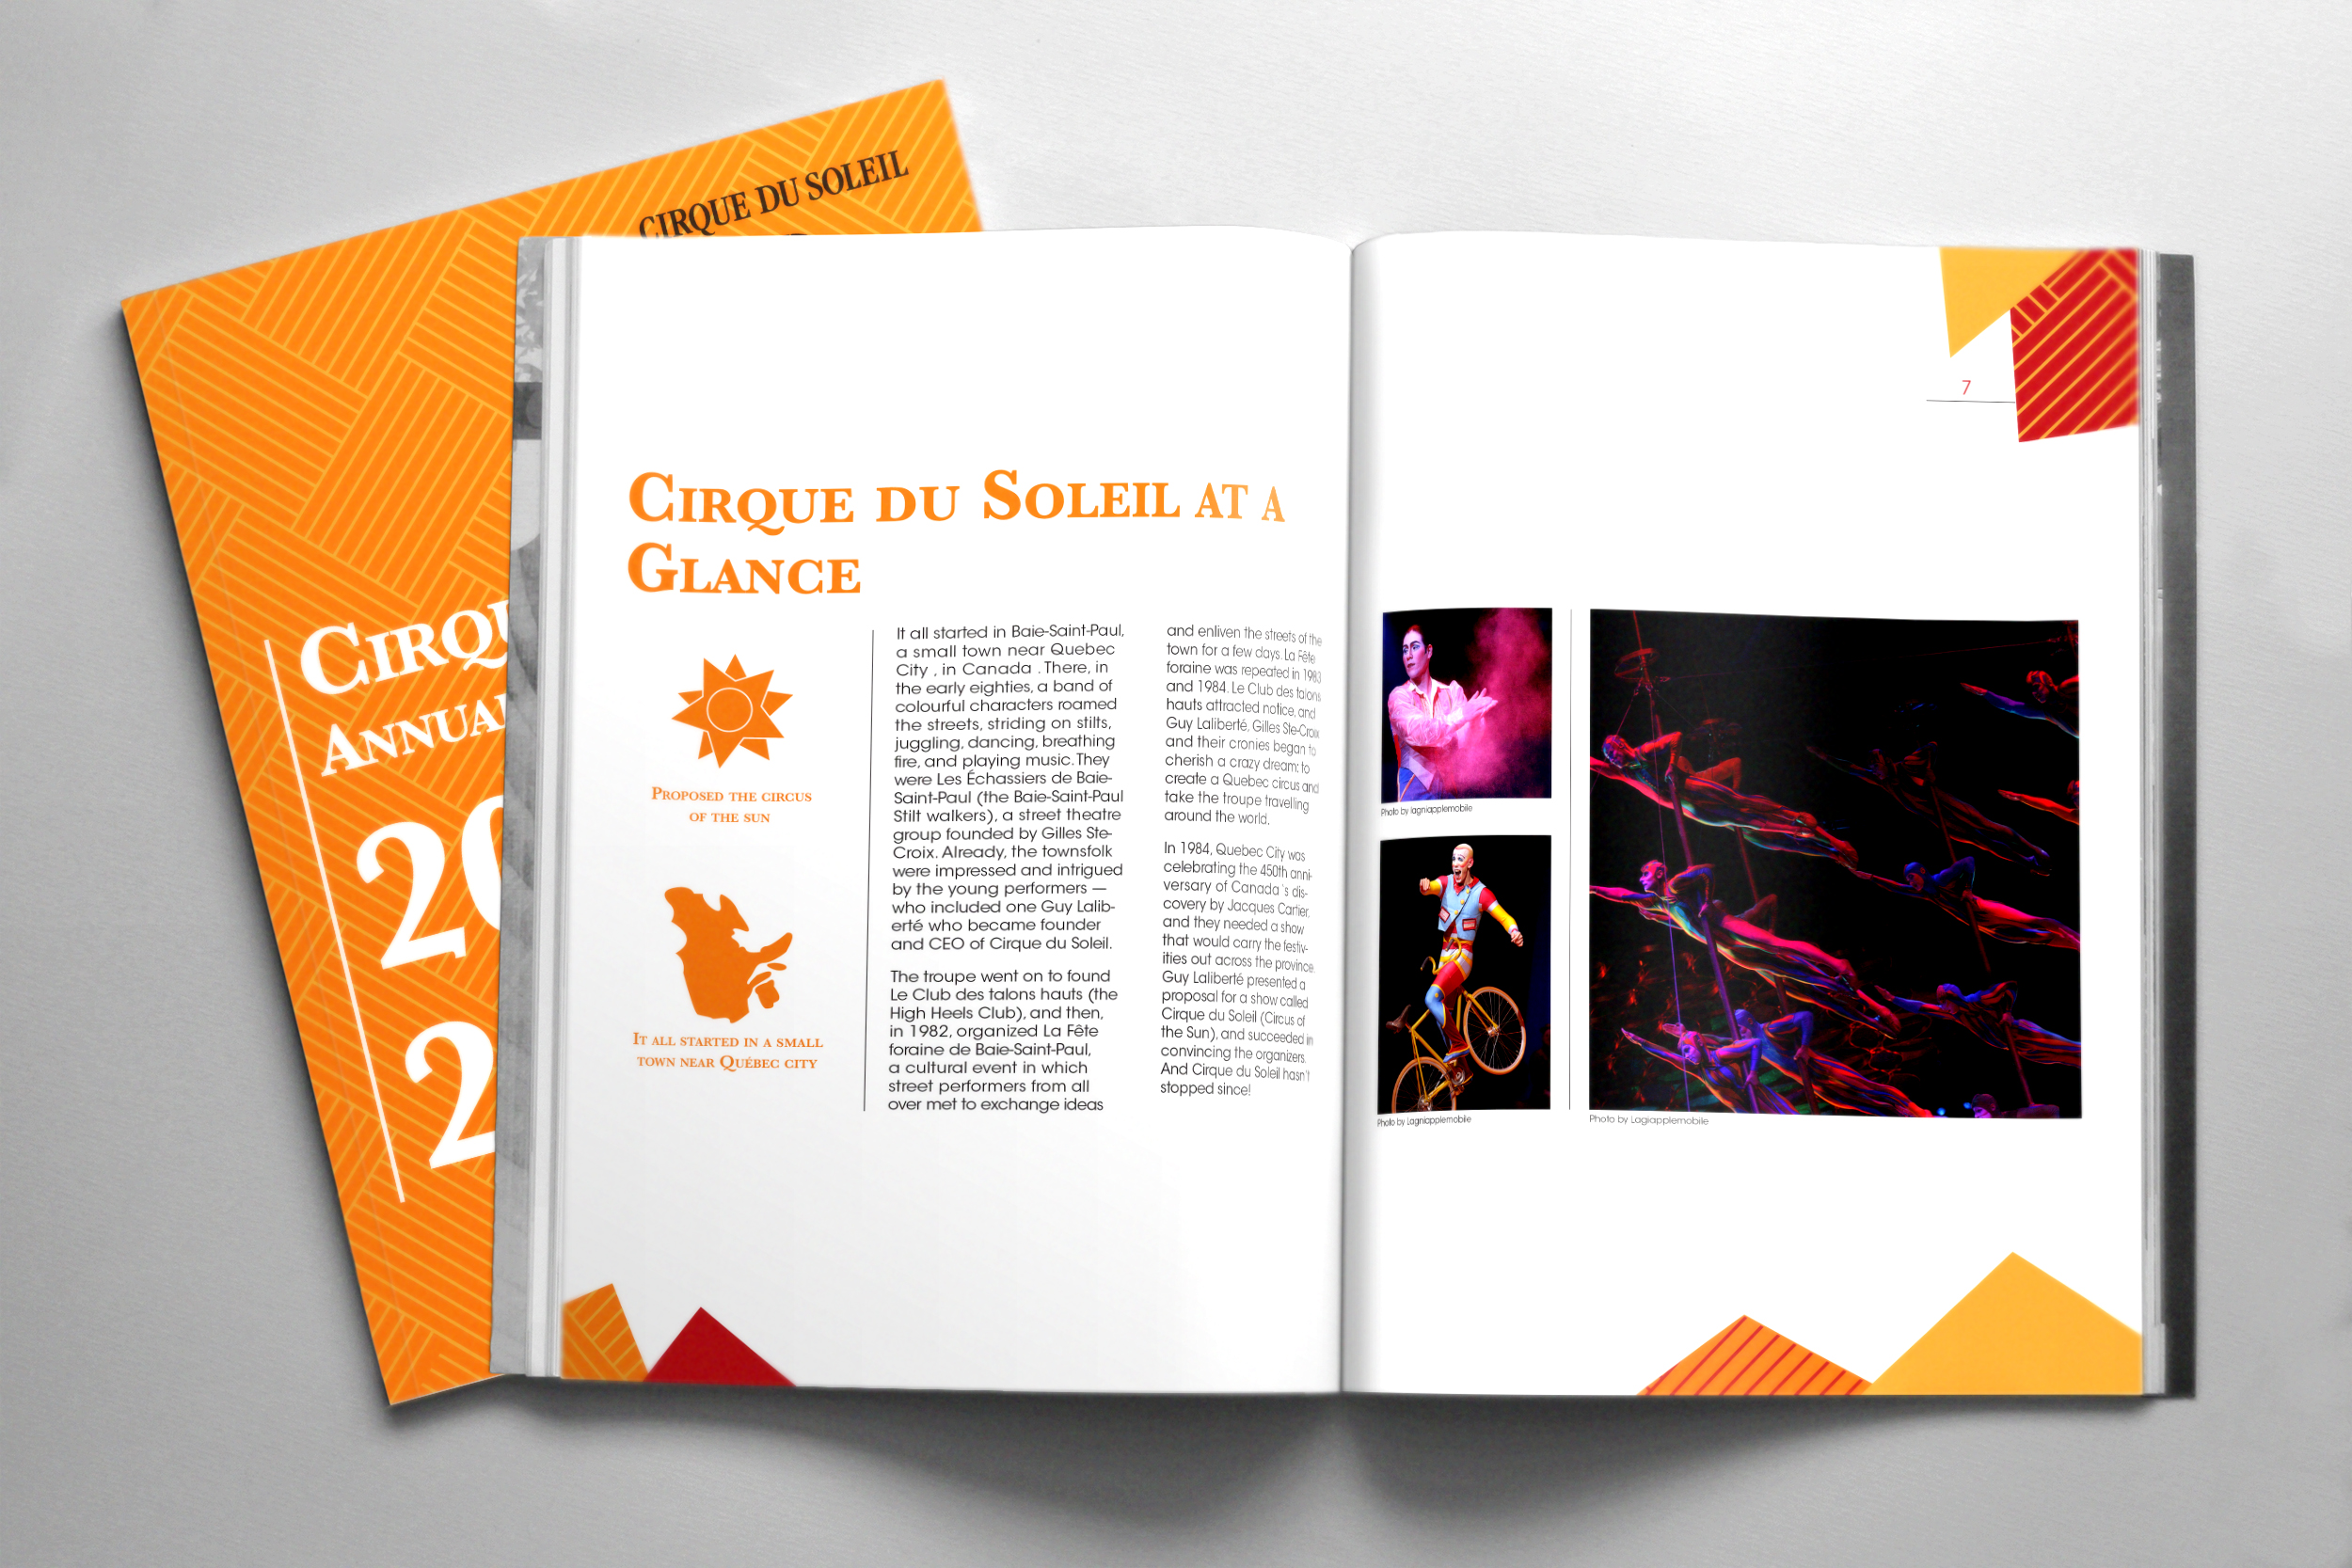 CIRQUE DU SOLEIL
CIRQU
ANNUA
20
2
7
CIRQUE DU SOLEIL AT A
GLANCE
PROPOSED THE CIRCUS
OF THE SUN
IT ALL STARTED IN A SMALL
TOWN NEAR QUÉBEC CITY
It all started in Baie-Saint-Paul,
a small town near Quebec
City , in Canada . There, in
the early eighties, a band of
colourful characters roamed
the streets, striding on stilts,
juggling, dancing, breathing
fire, and playing music. They
were Les Échassiers de Baie-
Saint-Paul (the Baie-Saint-Paul
Stilt walkers), a street theatre
group founded by Gilles Ste-
Croix. Already, the townsfolk
were impressed and intrigued
by the young performers —
who included one Guy Lalib-
erté who became founder
and CEO of Cirque du Soleil.
The troupe went on to found
Le Club des talons hauts (the
High Heels Club), and then,
in 1982, organized La Fête
foraine de Baie-Saint-Paul,
a cultural event in which
street performers from all
over met to exchange ideas
and enliven the streets of the
town for a few days. La Fête
foraine was repeated in 1983
and 1984. Le Club des talons
hauts attracted notice, and
Guy Laliberté, Gilles Ste-Croix
and their cronies began to
cherish a crazy dream: to
create a Quebec circus and
take the troupe travelling
around the world.
In 1984, Quebec City was
celebrating the 450th anni-
versary of Canada's dis-
covery by Jacques Cartier,
and they needed a show
that would carry the festiv-
ities out across the province.
Guy Laliberté presented a
proposal for a show called
Cirque du Soleil (Circus of
the Sun), and succeeded in
convincing the organizers.
And Cirque du Soleil hasn't
stopped since!
Photo by lagniapplemobile
Photo by Lagniapplemobile
Photo by Lagiapplemobile